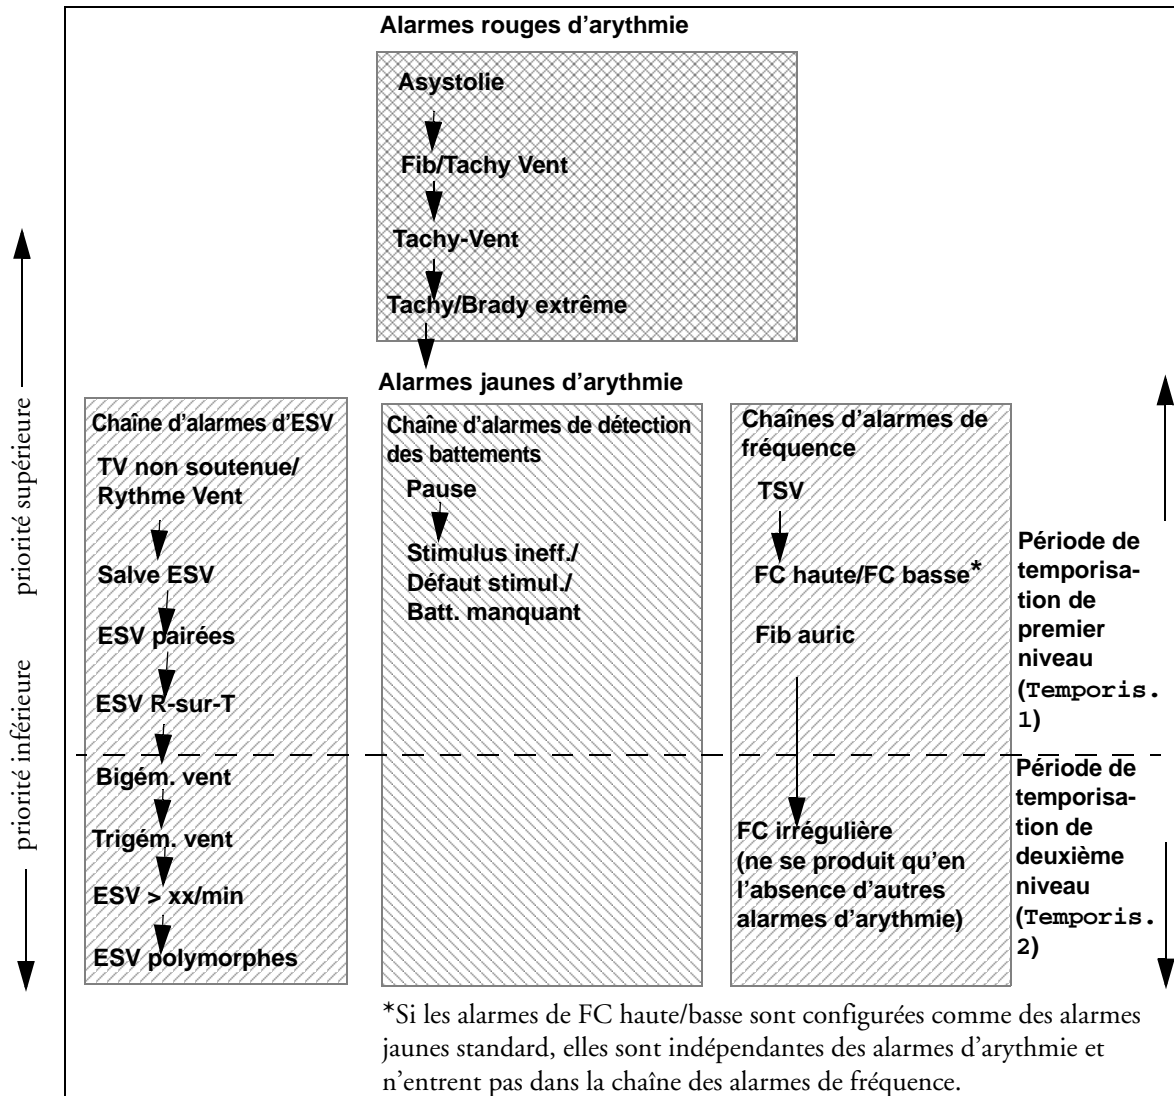 Alarmes rouges d’arythmie
Asystolie
Fib/Tachy Vent
Tachy-Vent
Tachy/Brady extrême
priorité supérieure
priorité inférieure
Alarmes jaunes d’arythmie
Chaîne d’alarmes d’ESV
TV non soutenue/
Rythme Vent
Salve ESV
ESV pairées
ESV R-sur-T
Bigém. vent
Trigém. vent
ESV > xx/min
ESV polymorphes
Chaîne d’alarmes de détection
des battements
Pause
Stimulus ineff./
Défaut stimul./
Batt. manquant
Chaînes d’alarmes de
fréquence
TSV
FC haute/FC basse*
Fib auric
FC irrégulière
(ne se produit qu’en
l’absence d’autres
alarmes d’arythmie)
Période de
temporisa-
tion de
premier
niveau
(Temporis.
1)
Période de
temporisa-
tion de
deuxième
niveau
(Temporis.
2)
*Si les alarmes de FC haute/basse sont configurées comme des alarmes
jaunes standard, elles sont indépendantes des alarmes d’arythmie et
n’entrent pas dans la chaîne des alarmes de fréquence.